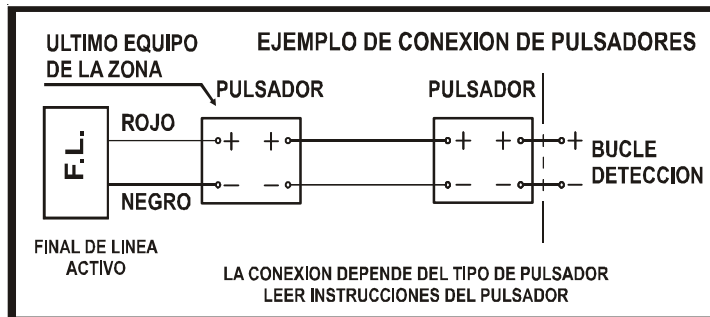 ULTIMO EQUIPO
DE LA ZONA
EJEMPLO DE CONEXION DE PULSADORES
PULSADOR
PULSADOR
F.L.
ROJO
NEGRO
+ +
- -
+ +
- -
+
-
BUCLE
DETECCION
FINAL DE LINEA
ACTIVO
LA CONEXION DEPENDE DEL TIPO DE PULSADOR
LEER INSTRUCCIONES DEL PULSADOR